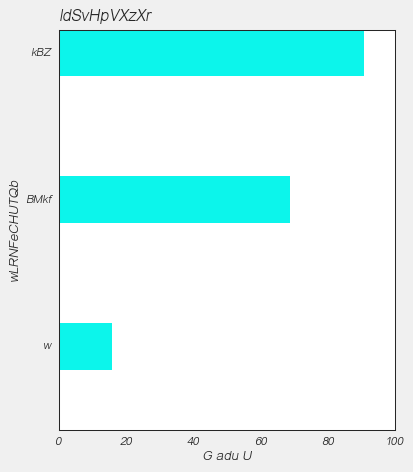 ldSvHpVXzXr
kBZ
BMkf
w
wLRNFeCHUTQb
0 20 40 60 80 100
G adu U